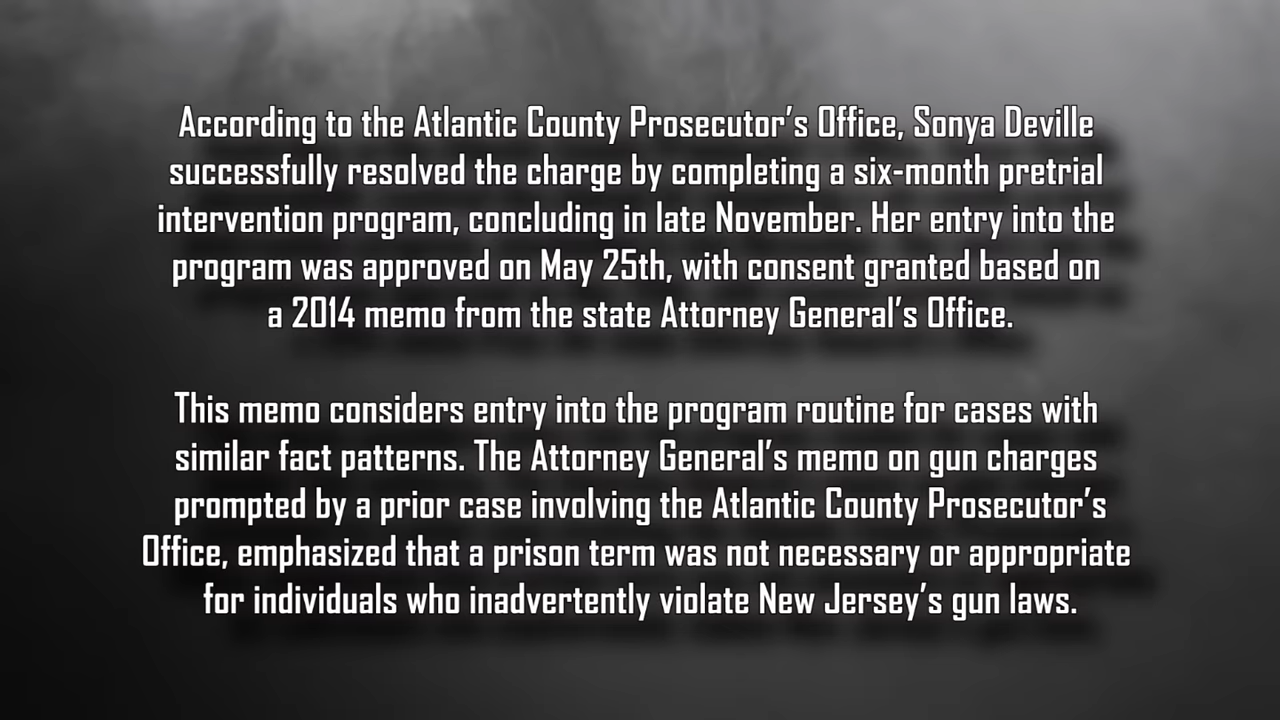 According to the Atlantic County Prosecutor’s Office, Sonya Deville
successfully resolved the charge by completing a six-month pretrial
intervention program, concluding in late November. Her entry into the
program was approved on May 25th, with consent granted based on
a 2014 memo from the state Attorney General’s Office.
This memo considers entry into the program routine for cases with
similar fact patterns. The Attorney General’s memo on gun charges
prompted by a prior case involving the Atlantic County Prosecutor’s
Office, emphasized that a prison term was not necessary or appropriate
for individuals who inadvertently violate New Jersey’s gun laws.